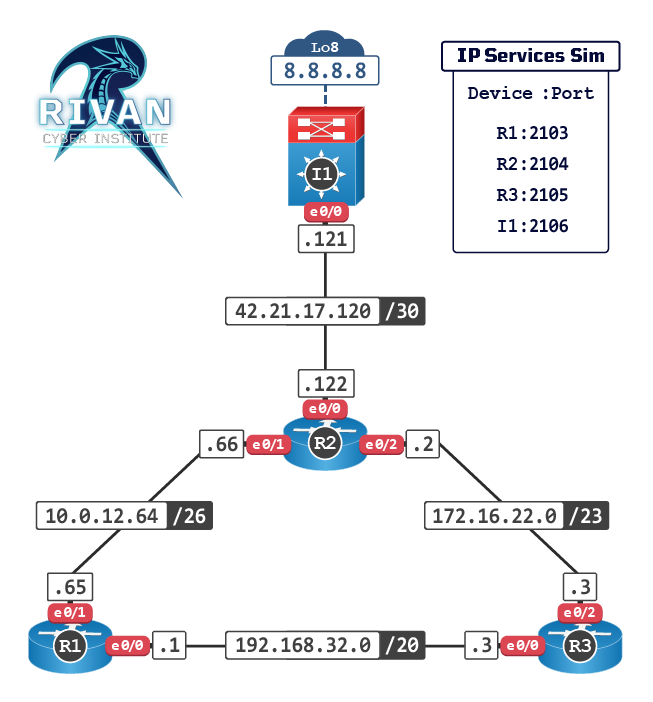 Lo8
8.8.8.8
IP Services Sim
Device :Port
R1:2103
R2:2104
R3:2105
I1:2106
RIVAN
CYBER INSTITUTE
I1
e0/0
.121
42.21.17.120 /30
.122
e0/0
.66 e0/1 R2 e0/2 .2
10.0.12.64 /26
172.16.22.0 /23
.65
.3
e0/1
e0/2
R1 e0/0 .1 192.168.32.0 /20 .3 e0/0 R3